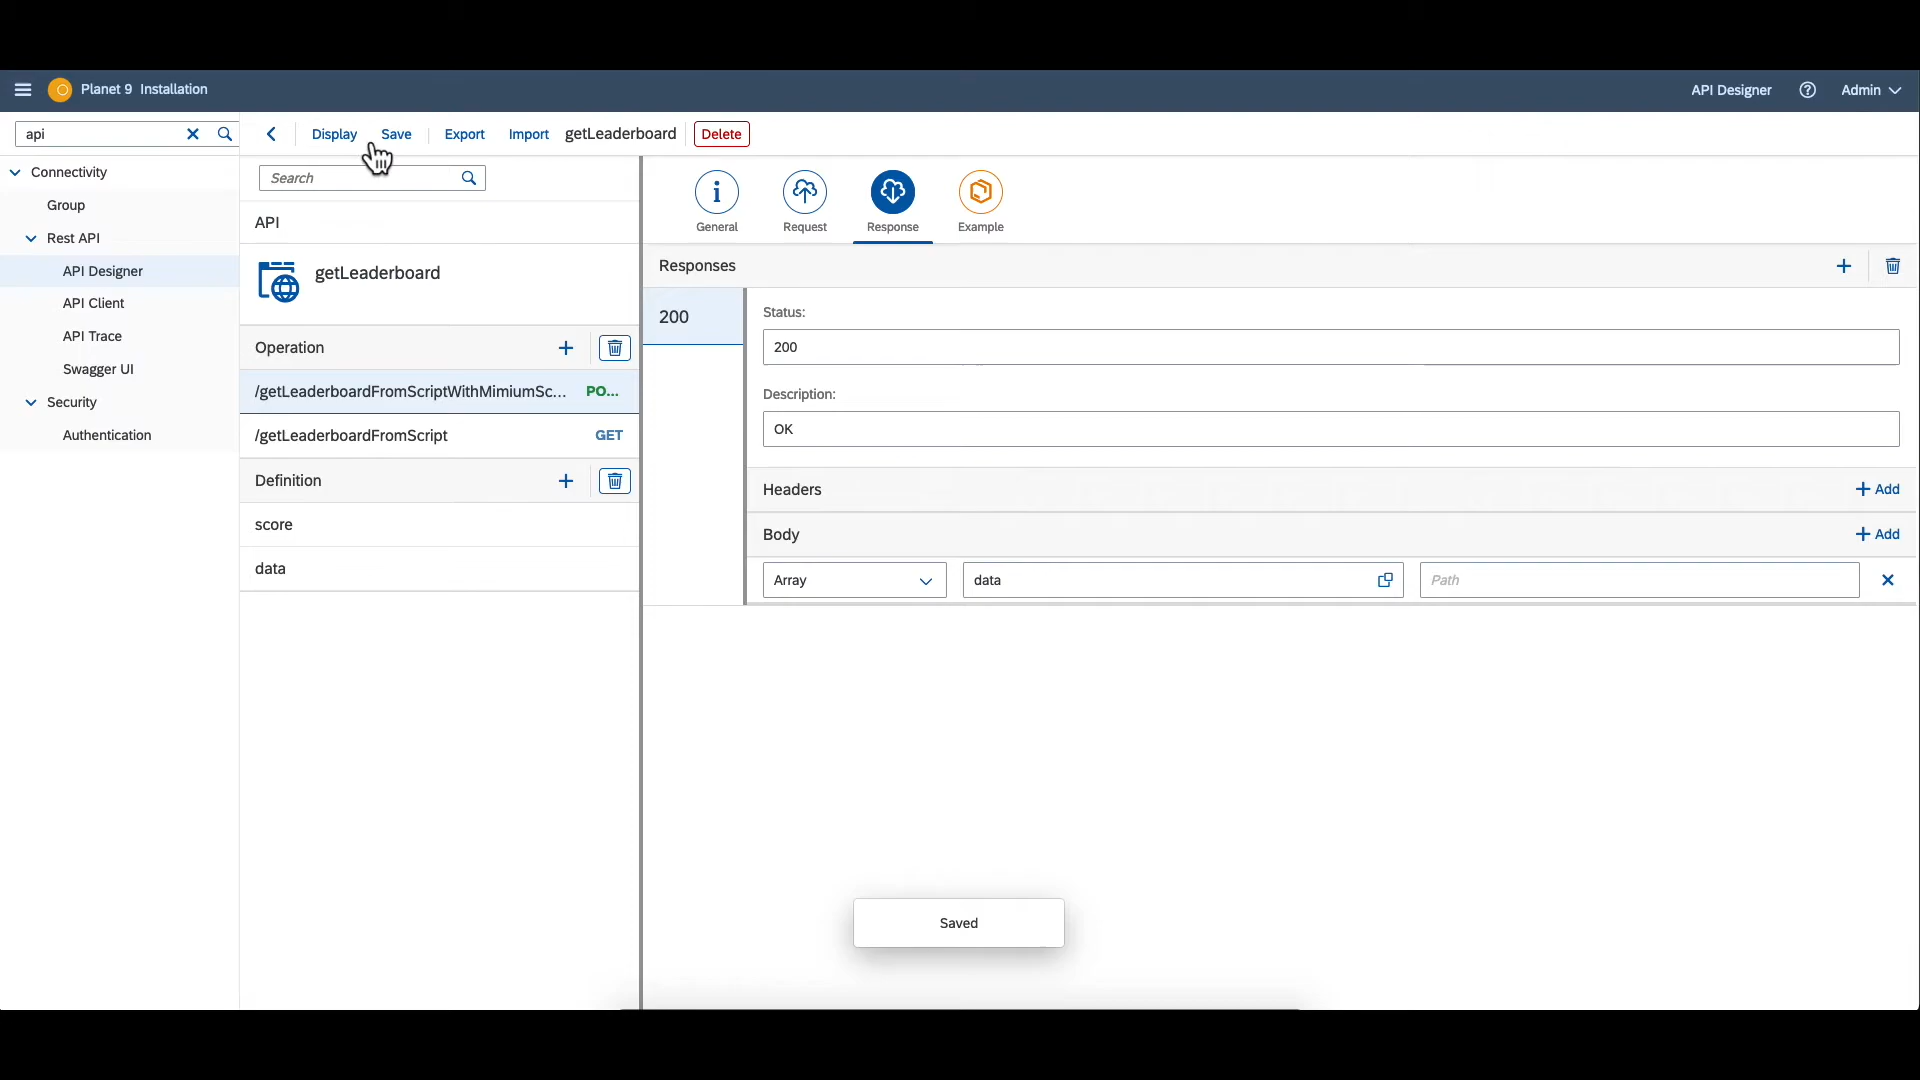 Planet 9 Installation
API Designer
Admin
api
Display
Save
Export
Import
getLeaderboard
Delete
Connectivity
Group
Rest API
API Designer
API Client
API Trace
Swagger UI
Security
Authentication
Search
API
getLeaderboard
Operation
/getLeaderboardFromScriptWithMimiumSc... PO...
/getLeaderboardFromScript GET
Definition
score
data
General
Request
Response
Example
Responses
200
Status:
200
Description:
OK
Headers
Add
Body
Add
Array
data
Path
Saved